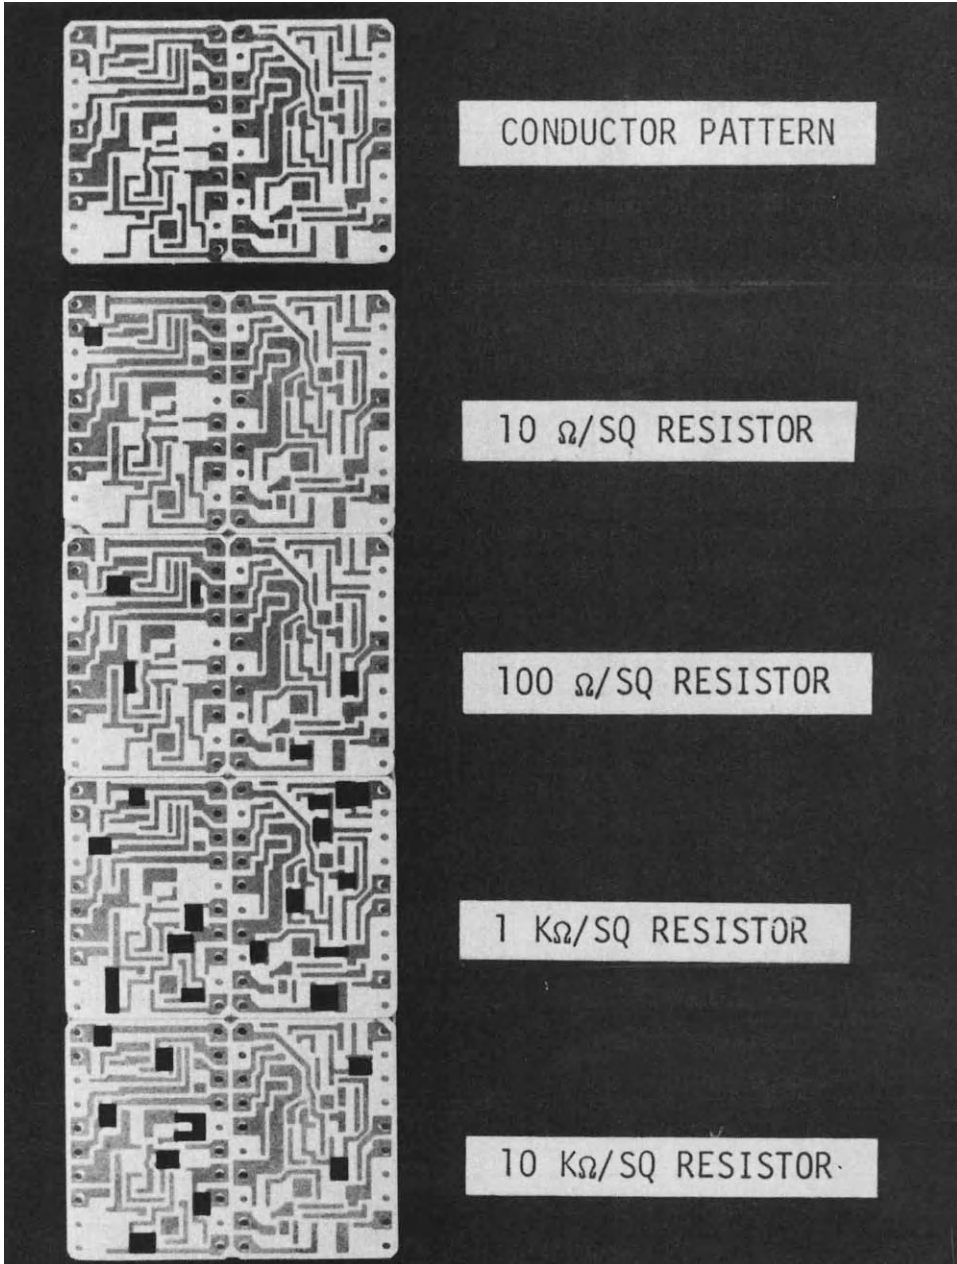 CONDUCTOR PATTERN
10 Ω/SQ RESISTOR
100 Ω/SQ RESISTOR
1 KΩ/SQ RESISTOR
10 KΩ/SQ RESISTOR